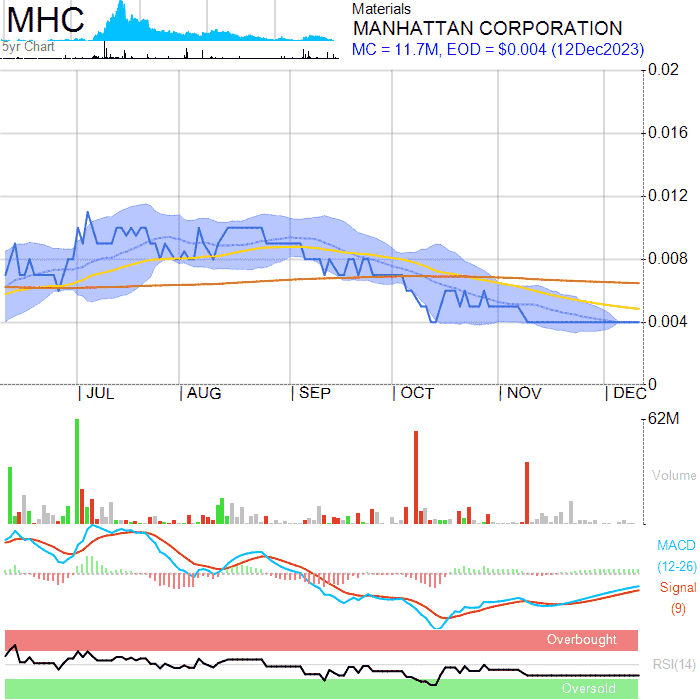 MHC
5yr Chart
Materials
MANHATTAN CORPORATION
MC = 11.7M, EOD = $0.004 (12Dec2023)
0.02
0.016
0.012
0.008
0.004
0
JUL AUG SEP OCT NOV DEC
62M
Volume
MACD
(12-26)
Signal
(9)
Overbought
RSI(14)
Oversold